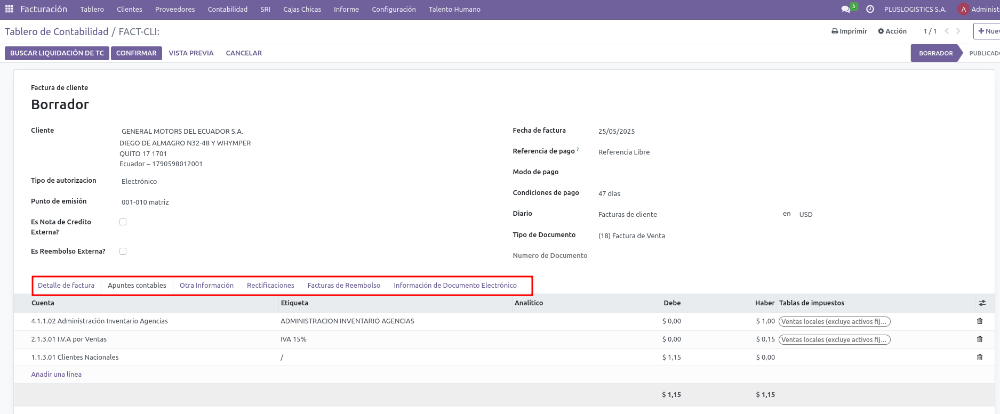 Facturación Tablero Clientes Proveedores Contabilidad SRI Cajas Chicas Informe Configuración Talento Humano 5 PLUSLOGISTICS S.A. A Administ
Tablero de Contabilidad / FACT-CLI: Imprimir Acción 1 / 1 Nuev
BUSCAR LIQUIDACIÓN DE TC CONFIRMAR VISTA PREVIA CANCELAR BORRADOR PUBLICADO
Factura de cliente
Borrador
Cliente GENERAL MOTORS DEL ECUADOR S.A.
DIEGO DE ALMAGRO N32-48 Y WHYMPER
QUITO 17 1701
Ecuador – 1790598012001
Tipo de autorizacion Electrónico
Punto de emisión 001-010 matriz
Es Nota de Credito
Externa?
Es Reembolso Externa?
Fecha de factura 25/05/2025
Referencia de pago ? Referencia Libre
Modo de pago
Condiciones de pago 47 días
Diario Facturas de cliente en USD
Tipo de Documento (18) Factura de Venta
Numero de Documento
Detalle de factura Apuntes contables Otra Información Rectificaciones Facturas de Reembolso Información de Documento Electrónico
Cuenta Etiqueta Analítico Debe Haber Tablas de impuestos
4.1.1.02 Administración Inventario Agencias ADMINISTRACION INVENTARIO AGENCIAS $ 0,00 $ 1,00 Ventas locales (excluye activos fij...
2.1.3.01 I.V.A por Ventas IVA 15% $ 0,00 $ 0,15 Ventas locales (excluye activos fij...
1.1.3.01 Clientes Nacionales / $ 1,15 $ 0,00
Añadir una línea
$ 1,15 $ 1,15